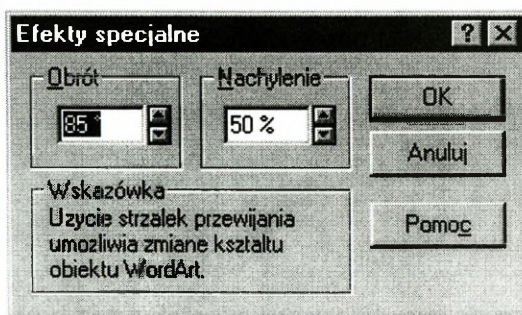 Efekty specjalne
Obrót
Nachylenie
85 °
50 %
OK
Anuluj
Pomoc
Wskazówka
Uzycie strzalek przewijania
umozliwia zmiane ksztaltu
obiektu WordArt.